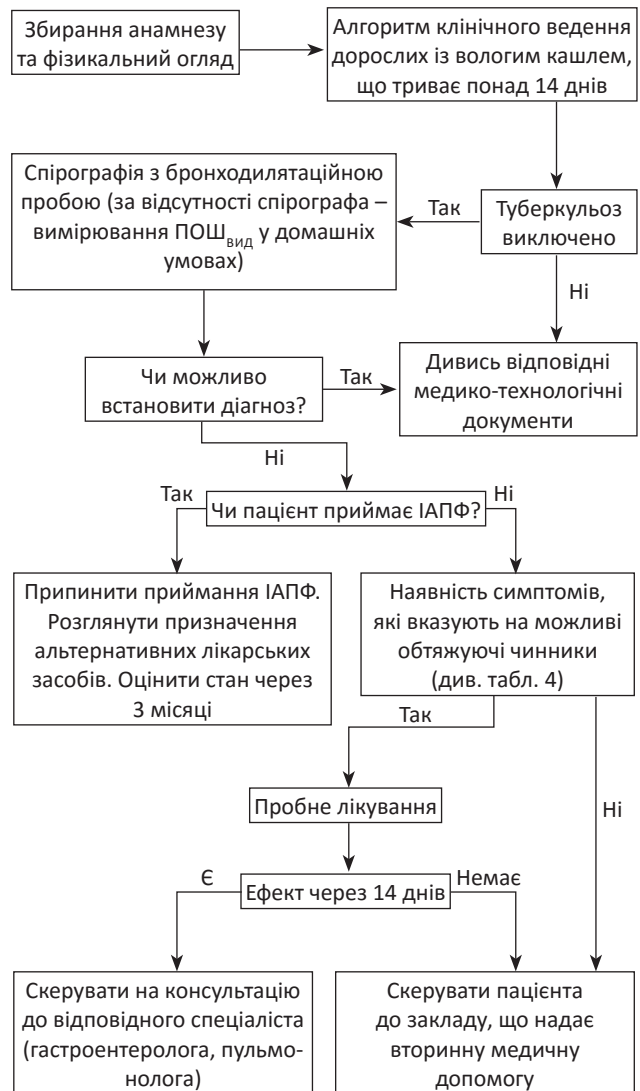 Збирання анамнезу
та фізикальний огляд
Алгоритм клінічного ведення
дорослих із вологим кашлем,
що триває понад 14 днів
Спірографія з бронходилятаційною
пробою (за відсутності спірографа –
вимірювання ПОШвид у домашніх
умовах)
Так
Туберкульоз
виключено
Ні
Чи можливо
встановити діагноз?
Так
Дивись відповідні
медико-технологічні
документи
Ні
Так
Чи пацієнт приймає ІАПФ?
Ні
Припинити приймання ІАПФ.
Розглянути призначення
альтернативних лікарських
засобів. Оцінити стан через
3 місяці
Наявність симптомів,
які вказують на можливі
обтяжуючі чинники
(див. табл. 4)
Так
Ні
Пробне лікування
Є
Ефект через 14 днів
Немає
Скерувати на консультацію
до відповідного спеціаліста
(гастроентеролога, пульмо-
нолога)
Скерувати пацієнта
до закладу, що надає
вторинну медичну
допомогу